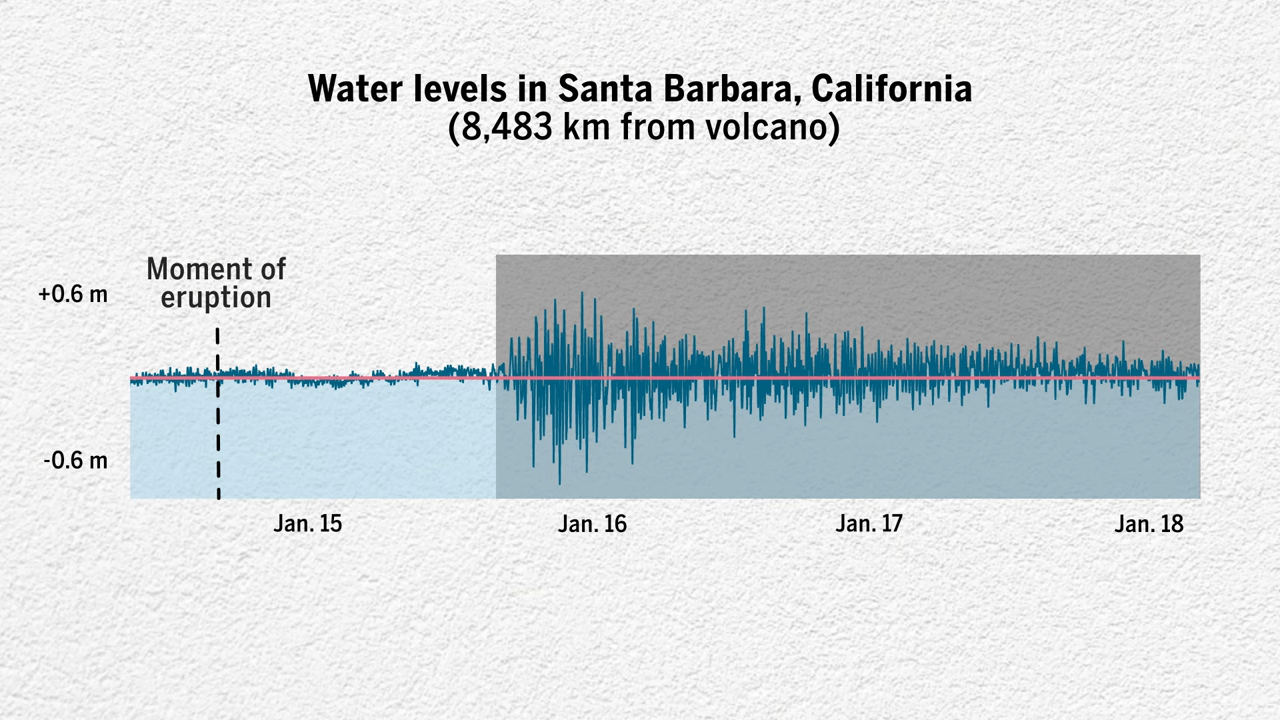 Water levels in Santa Barbara, California
(8,483 km from volcano)
Moment of
eruption
+0.6 m
-0.6 m
Jan. 15
Jan. 16
Jan. 17
Jan. 18